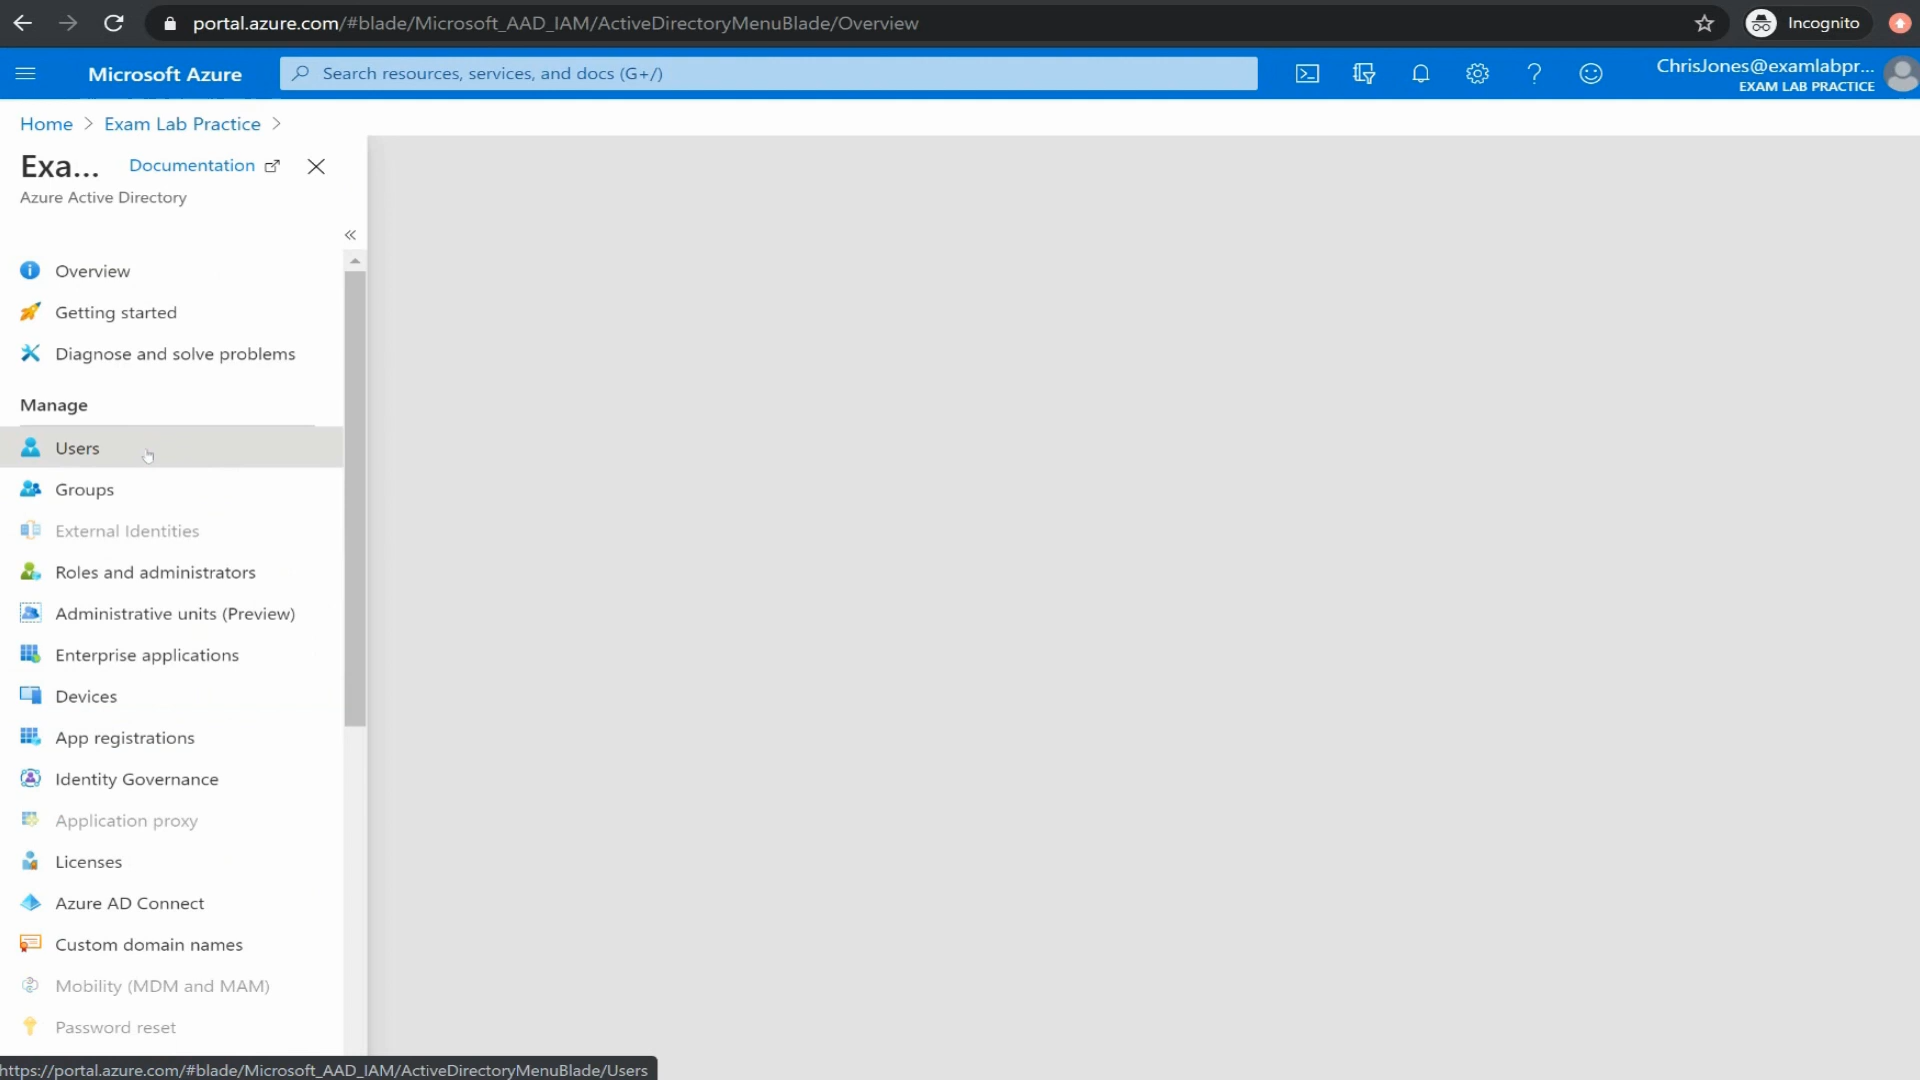 portal.azure.com/#blade/Microsoft_AAD_IAM/ActiveDirectoryMenuBlade/Overview
Incognito
Microsoft Azure
Search resources, services, and docs (G+/)
ChrisJones@examlabpr...
EXAM LAB PRACTICE
Home > Exam Lab Practice >
Exa...
Documentation
Azure Active Directory
«
Overview
Getting started
Diagnose and solve problems
Manage
Users
Groups
External Identities
Roles and administrators
Administrative units (Preview)
Enterprise applications
Devices
App registrations
Identity Governance
Application proxy
Licenses
Azure AD Connect
Custom domain names
Mobility (MDM and MAM)
Password reset
https://portal.azure.com/#blade/Microsoft_AAD_IAM/ActiveDirectoryMenuBlade/Users